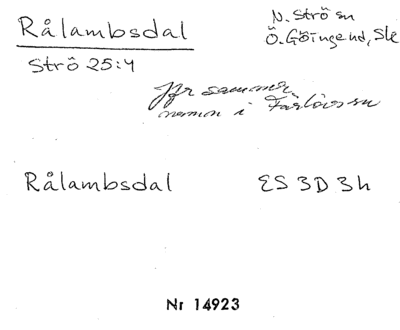 Rålambsdal
N. Strö sn
Ö. Göinge hd, Sk
Strö 25:4
Jfr samma
namn i Färlövs sn
Rålambsdal ES 3D 3h
Nr 14923